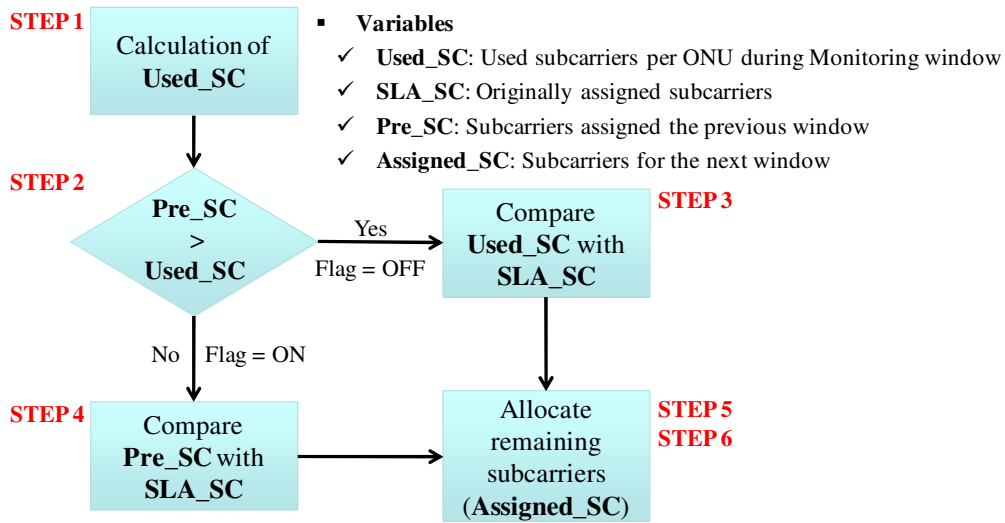 STEP 1
Calculation of
Used_SC
▪ Variables
✓ Used_SC: Used subcarriers per ONU during Monitoring window
✓ SLA_SC: Originally assigned subcarriers
✓ Pre_SC: Subcarriers assigned the previous window
✓ Assigned_SC: Subcarriers for the next window
STEP 2
Pre_SC
>
Used_SC
Yes
Flag = OFF
STEP 3
Compare
Used_SC with
SLA_SC
No
Flag = ON
STEP 4
Compare
Pre_SC with
SLA_SC
Allocate
remaining
subcarriers
(Assigned_SC)
STEP 5
STEP 6